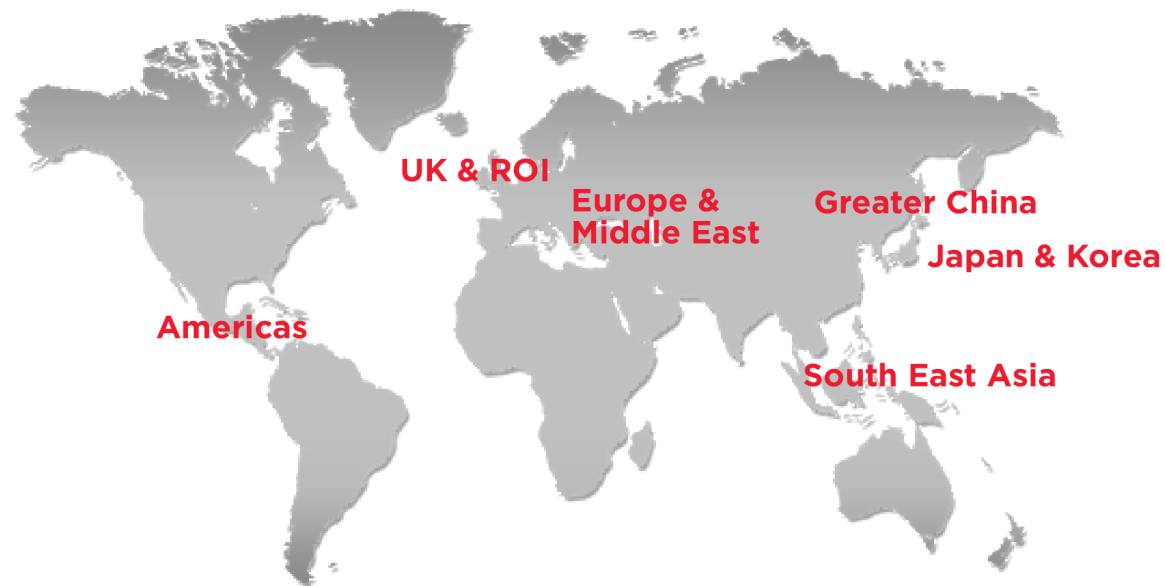 UK & ROI
Europe &
Middle East
Greater China
Japan & Korea
Americas
South East Asia